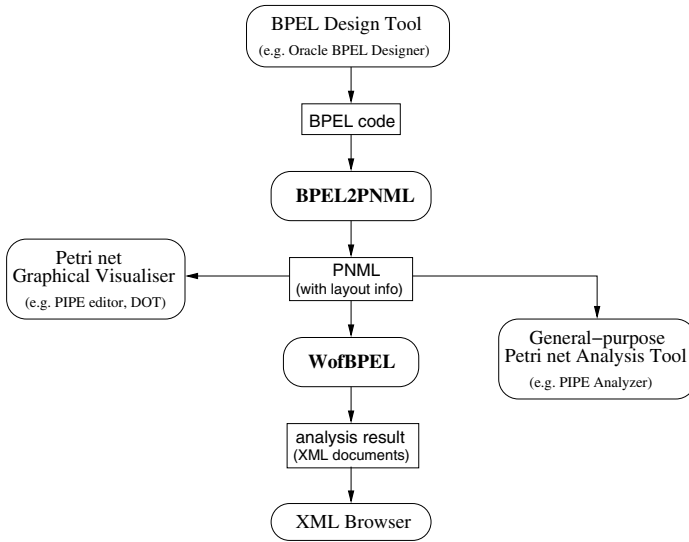 BPEL Design Tool
(e.g. Oracle BPEL Designer)
BPEL code
BPEL2PNML
Petri net
Graphical Visualiser
(e.g. PIPE editor, DOT)
PNML
(with layout info)
General−purpose
Petri net Analysis Tool
(e.g. PIPE Analyzer)
WofBPEL
analysis result
(XML documents)
XML Browser